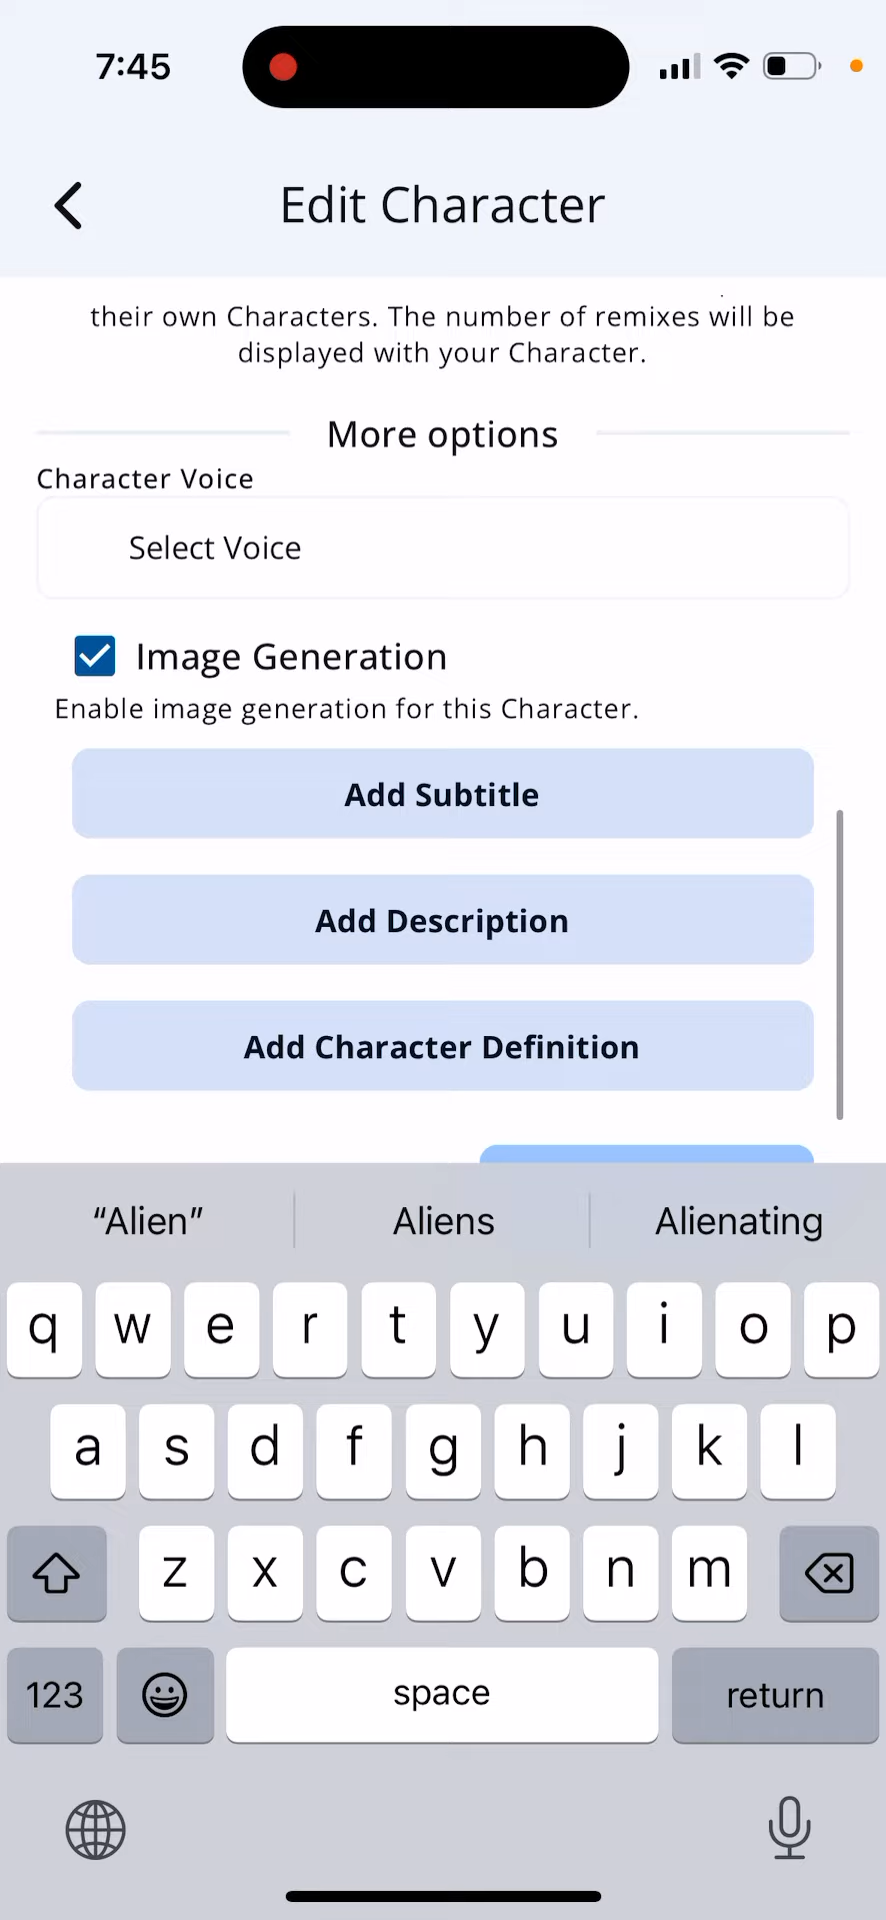 7:45
Edit Character
their own Characters. The number of remixes will be
displayed with your Character.
More options
Character Voice
Select Voice
Image Generation
Enable image generation for this Character.
Add Subtitle
Add Description
Add Character Definition
“Alien” Aliens Alienating
q w e r t y u i o p
a s d f g h j k l
z x c v b n m
123 space return